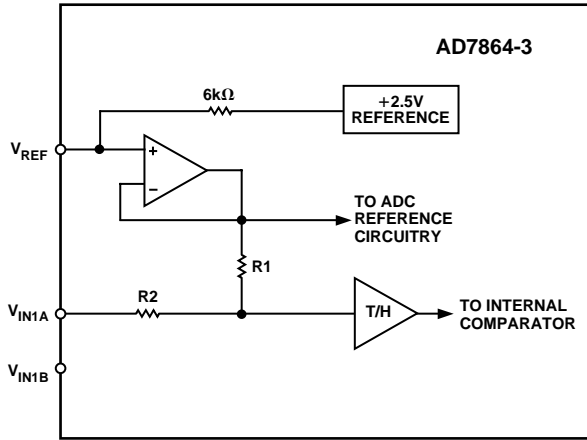 AD7864-3
6kΩ
+2.5V
REFERENCE
VREF
+
−
TO ADC
REFERENCE
CIRCUITRY
R1
VIN1A
R2
T/H
TO INTERNAL
COMPARATOR
VIN1B